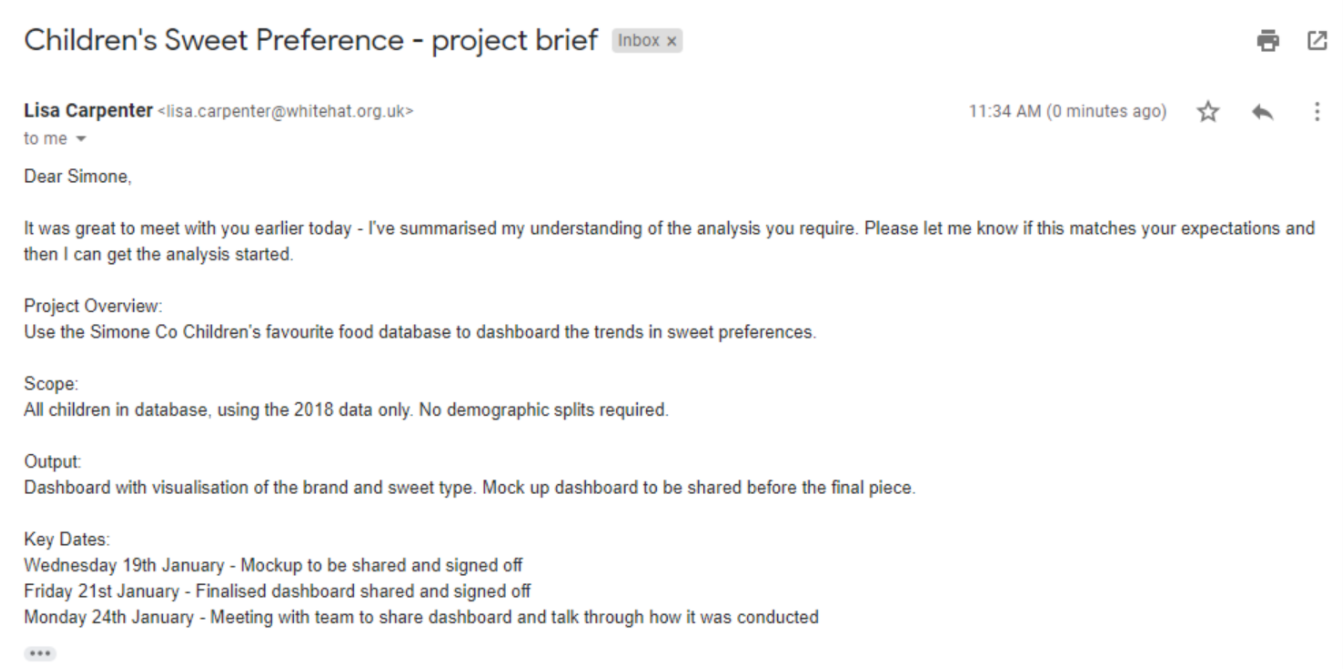 Children's Sweet Preference - project brief Inbox x
Lisa Carpenter <lisa.carpenter@whitehat.org.uk> 11:34 AM (0 minutes ago)
to me
Dear Simone,
It was great to meet with you earlier today - I've summarised my understanding of the analysis you require. Please let me know if this matches your expectations and
then I can get the analysis started.
Project Overview:
Use the Simone Co Children's favourite food database to dashboard the trends in sweet preferences.
Scope:
All children in database, using the 2018 data only. No demographic splits required.
Output:
Dashboard with visualisation of the brand and sweet type. Mock up dashboard to be shared before the final piece.
Key Dates:
Wednesday 19th January - Mockup to be shared and signed off
Friday 21st January - Finalised dashboard shared and signed off
Monday 24th January - Meeting with team to share dashboard and talk through how it was conducted